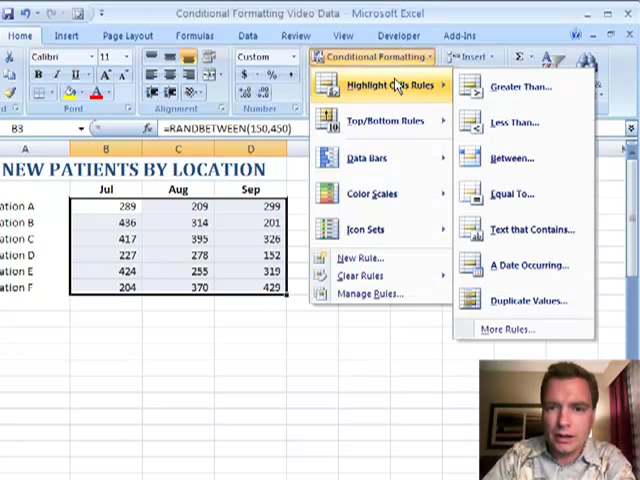 Conditional Formatting Video Data - Microsoft Excel
Home Insert Page Layout Formulas Data Review View Developer Add-Ins
Calibri 11 Custom Conditional Formatting Insert Σ
B I U $ % ,
Font Alignment Number
B3 fx =RANDBETWEEN(150,450)
A B C D
NEW PATIENTS BY LOCATION
Jul Aug Sep
ation A 289 209 299
ation B 436 314 201
ation C 417 395 326
ation D 227 278 152
ation E 424 255 319
ation F 204 370 429
Highlight Cells Rules
Top/Bottom Rules
Data Bars
Color Scales
Icon Sets
New Rule...
Clear Rules
Manage Rules...
Greater Than...
Less Than...
Between...
Equal To...
Text that Contains...
A Date Occurring...
Duplicate Values...
More Rules...